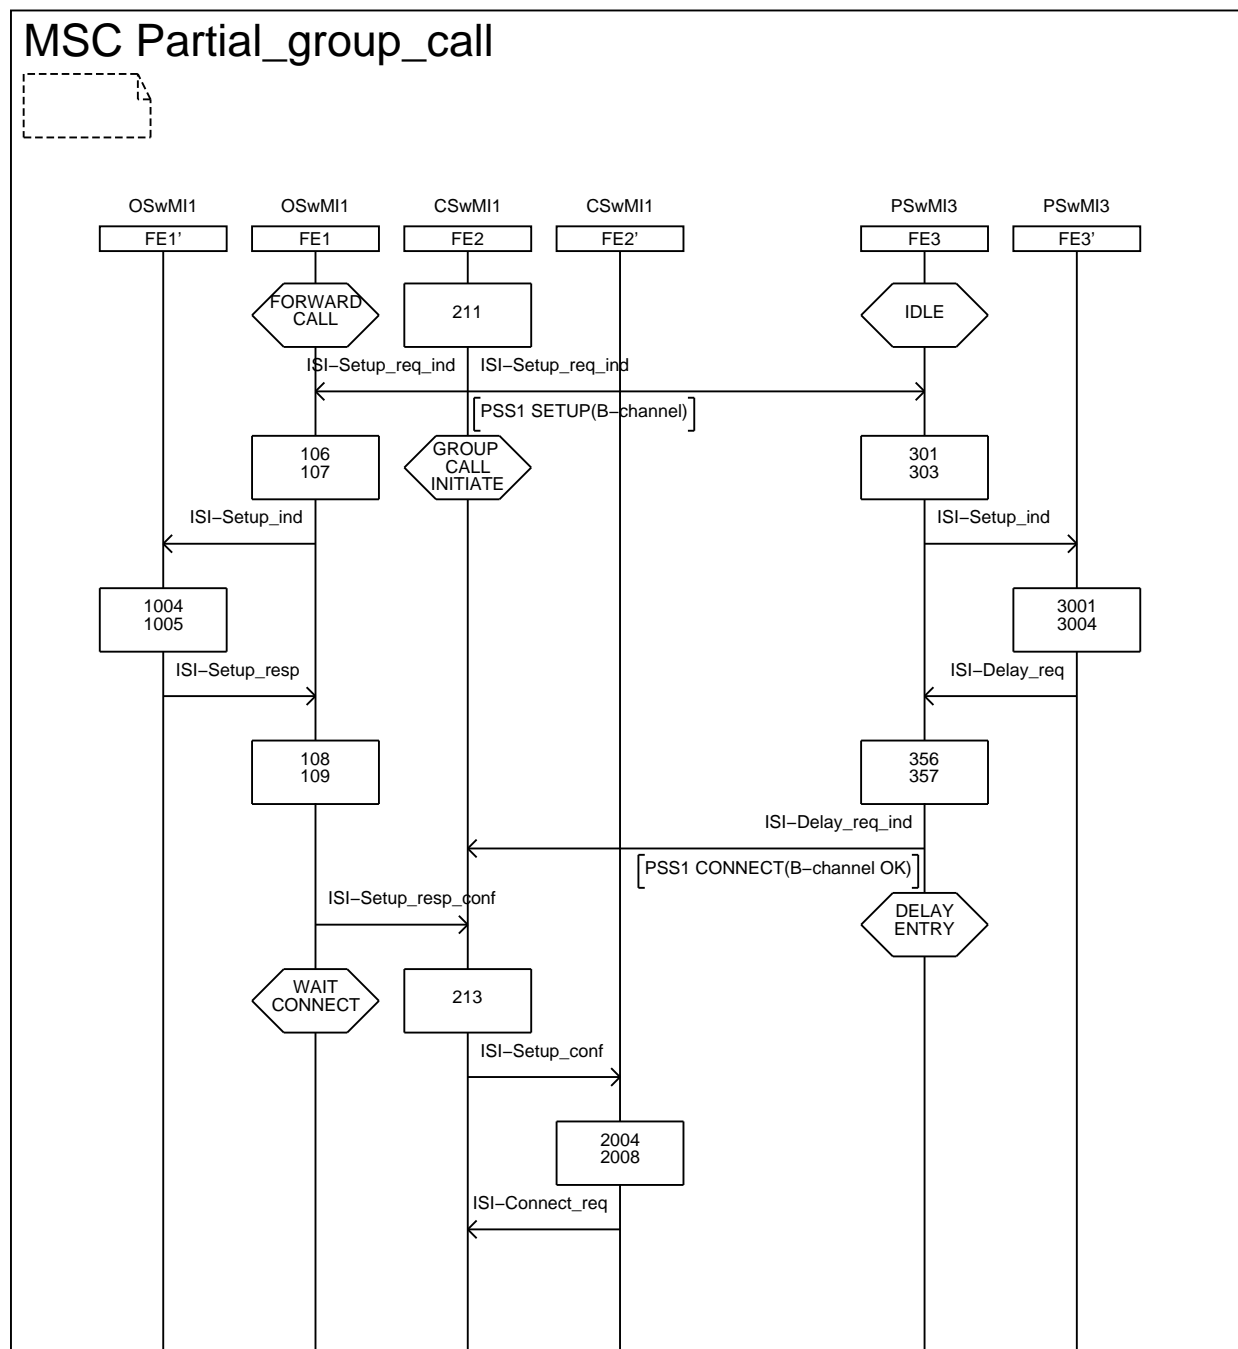 MSC Partial_group_call
OSwMI1 OSwMI1 CSwMI1 CSwMI1 PSwMI3 PSwMI3
FE1' FE1 FE2 FE2' FE3 FE3'
FORWARD
CALL
211
IDLE
ISI−Setup_req_ind ISI−Setup_req_ind
PSS1 SETUP(B−channel)
106
107
GROUP
CALL
INITIATE
301
303
ISI−Setup_ind ISI−Setup_ind
1004
1005
3001
3004
ISI−Setup_resp ISI−Delay_req
108
109
356
357
ISI−Delay_req_ind
PSS1 CONNECT(B−channel OK)
ISI−Setup_resp_conf
DELAY
ENTRY
WAIT
CONNECT
213
ISI−Setup_conf
2004
2008
ISI−Connect_req